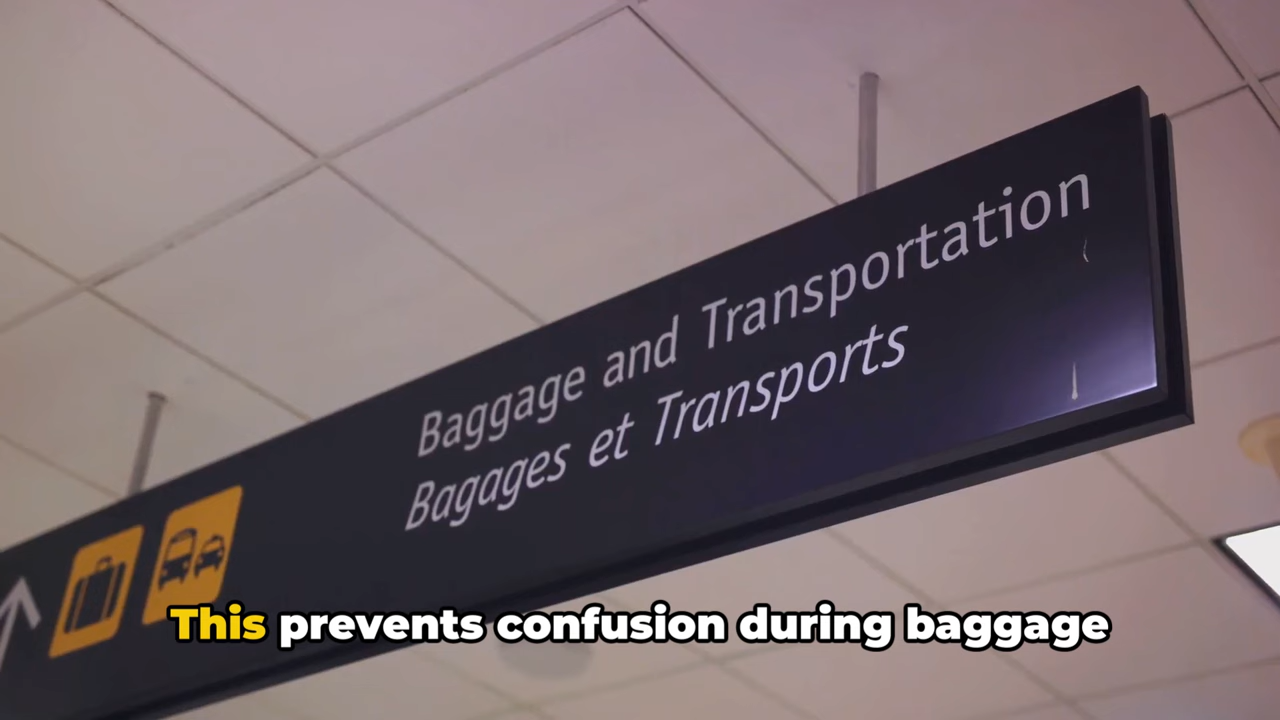 Baggage and Transportation
Bagages et Transports
This prevents confusion during baggage